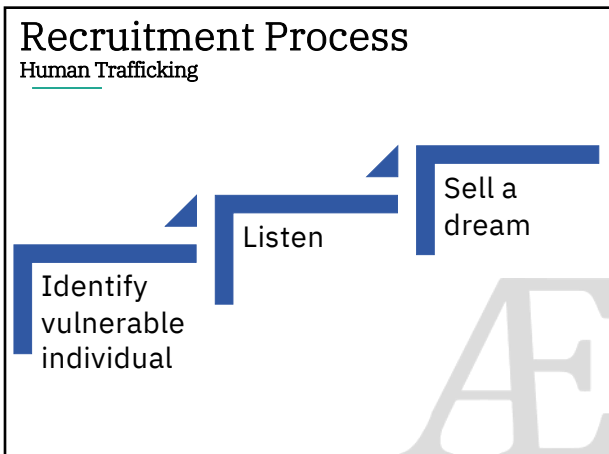 Recruitment Process
Human Trafficking
Identify
vulnerable
individual
Listen
Sell a
dream
Æ